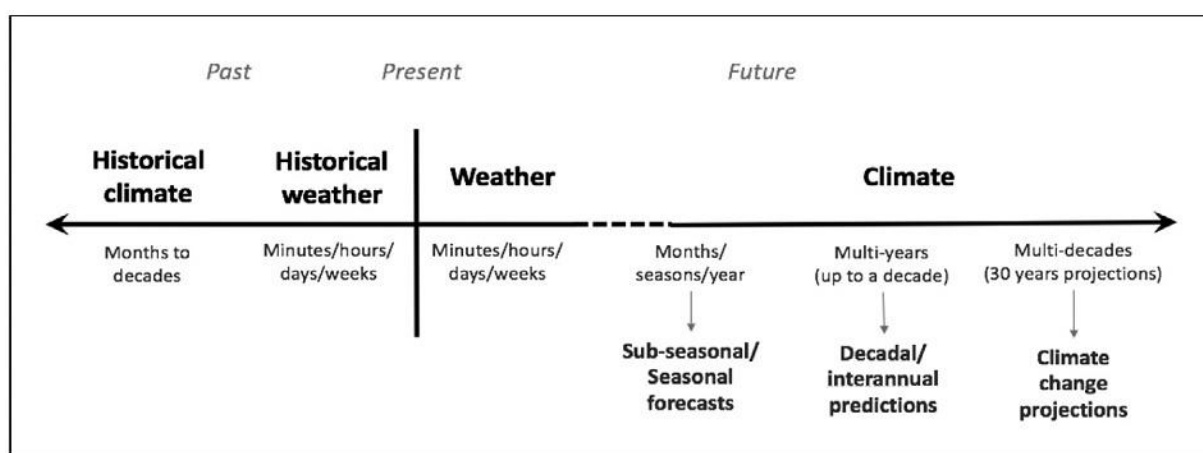 Past Present Future
Historical climate
Historical weather
Weather
Climate
Months to
decades
Minutes/hours/
days/weeks
Minutes/hours/
days/weeks
Months/
seasons/year
Multi-years
(up to a decade)
Multi-decades
(30 years projections)
Sub-seasonal/
Seasonal
forecasts
Decadal/
interannual
predictions
Climate
change
projections